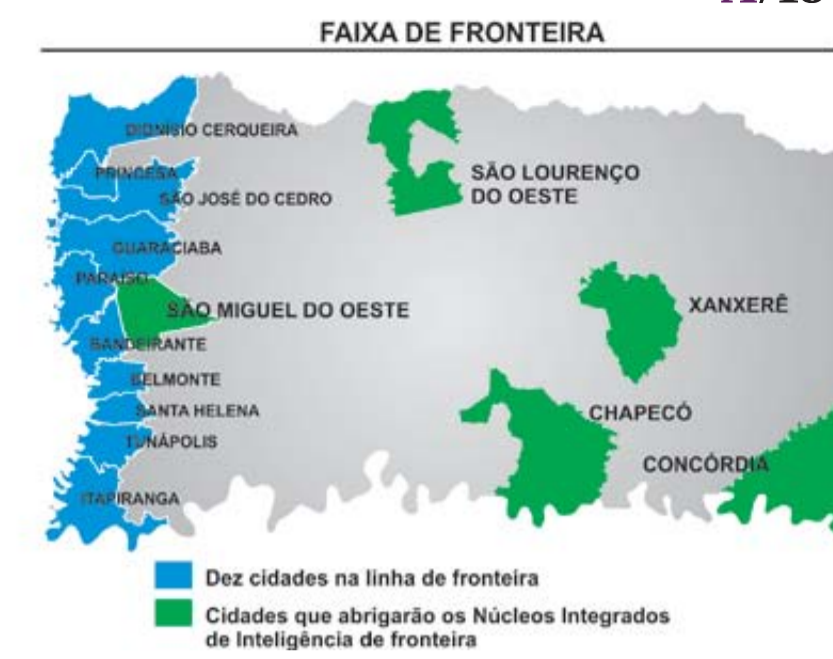 FAIXA DE FRONTEIRA
DIONÍSIO CERQUEIRA
PRINCESA
SÃO JOSÉ DO CEDRO
GUARACIABA
PARAÍSO
SÃO MIGUEL DO OESTE
BANDEIRANTE
BELMONTE
SANTA HELENA
TUNÁPOLIS
ITAPIRANGA
SÃO LOURENÇO
DO OESTE
XANXERÊ
CHAPECÓ
CONCÓRDIA
Dez cidades na linha de fronteira
Cidades que abrigarão os Núcleos Integrados
de Inteligência de fronteira